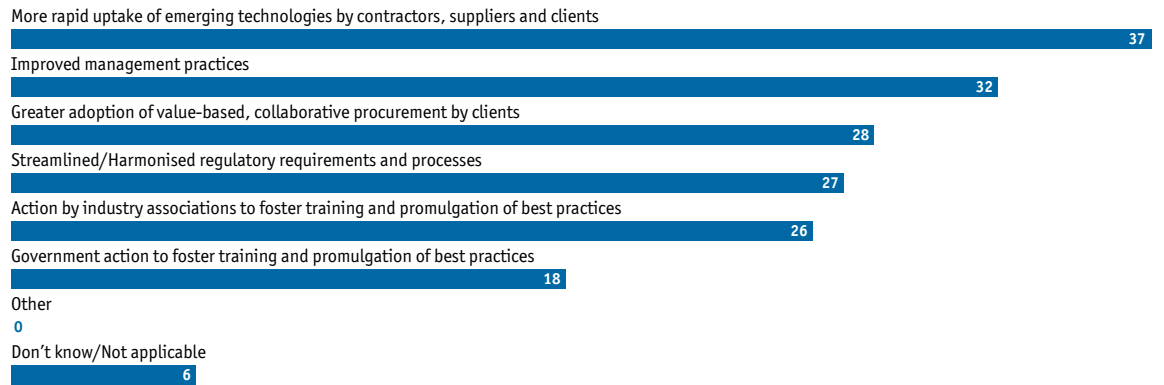 More rapid uptake of emerging technologies by contractors, suppliers and clients
37
Improved management practices
32
Greater adoption of value-based, collaborative procurement by clients
28
Streamlined/Harmonised regulatory requirements and processes
27
Action by industry associations to foster training and promulgation of best practices
26
Government action to foster training and promulgation of best practices
18
Other
0
Don’t know/Not applicable
6